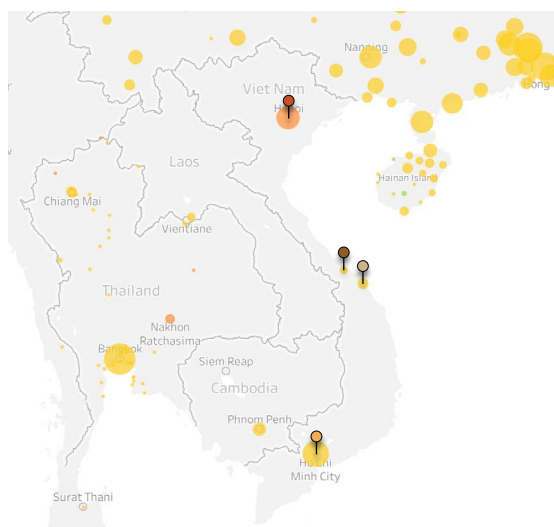 Nanning
Viet Nam
Hong
Hanoi
Laos
Hainan Island
Chiang Mai
Vientiane
Thailand
Nakhon
Ratchasima
Bangkok
Siem Reap
Cambodia
Phnom Penh
Ho Chi
Minh City
Surat Thani